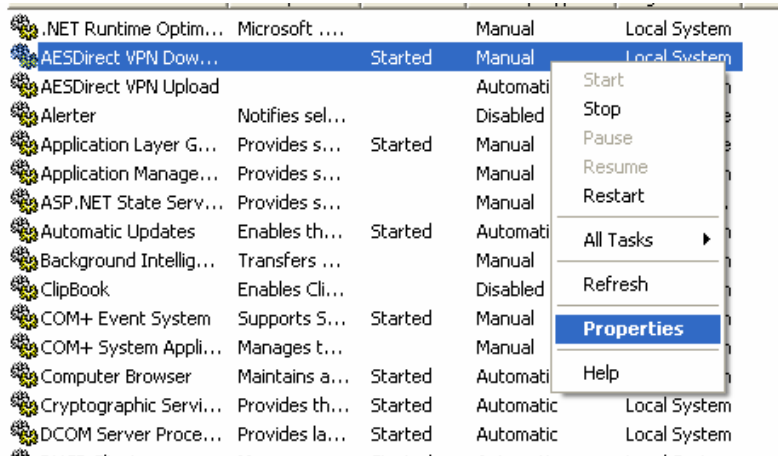 .NET Runtime Optim... Microsoft .... Manual Local System
AESDirect VPN Dow... Started Manual Local System
AESDirect VPN Upload Automati
Start
Alerter Notifies sel... Disabled
Stop
Application Layer G... Provides s... Started Manual
Pause
Application Manage... Provides s... Manual
Resume
ASP.NET State Serv... Provides s... Manual
Restart
Automatic Updates Enables th... Started Automati
All Tasks
Background Intellig... Transfers ... Manual
ClipBook Enables Cli... Disabled
Refresh
COM+ Event System Supports S... Started Manual
Properties
COM+ System Appli... Manages t... Manual
Computer Browser Maintains a... Started Automati
Help
Cryptographic Servi... Provides th... Started Automatic Local System
DCOM Server Proce... Provides la... Started Automatic Local System